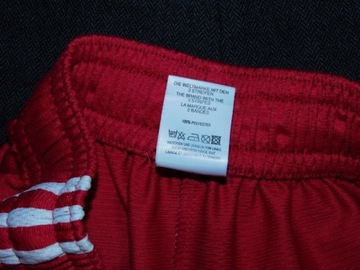 DIE WELTMARKE MIT DEN
3 STREIFEN
THE BRAND WITH THE
3 STRIPES
LA MARQUE AUX
3 BANDES
100% POLYESTER